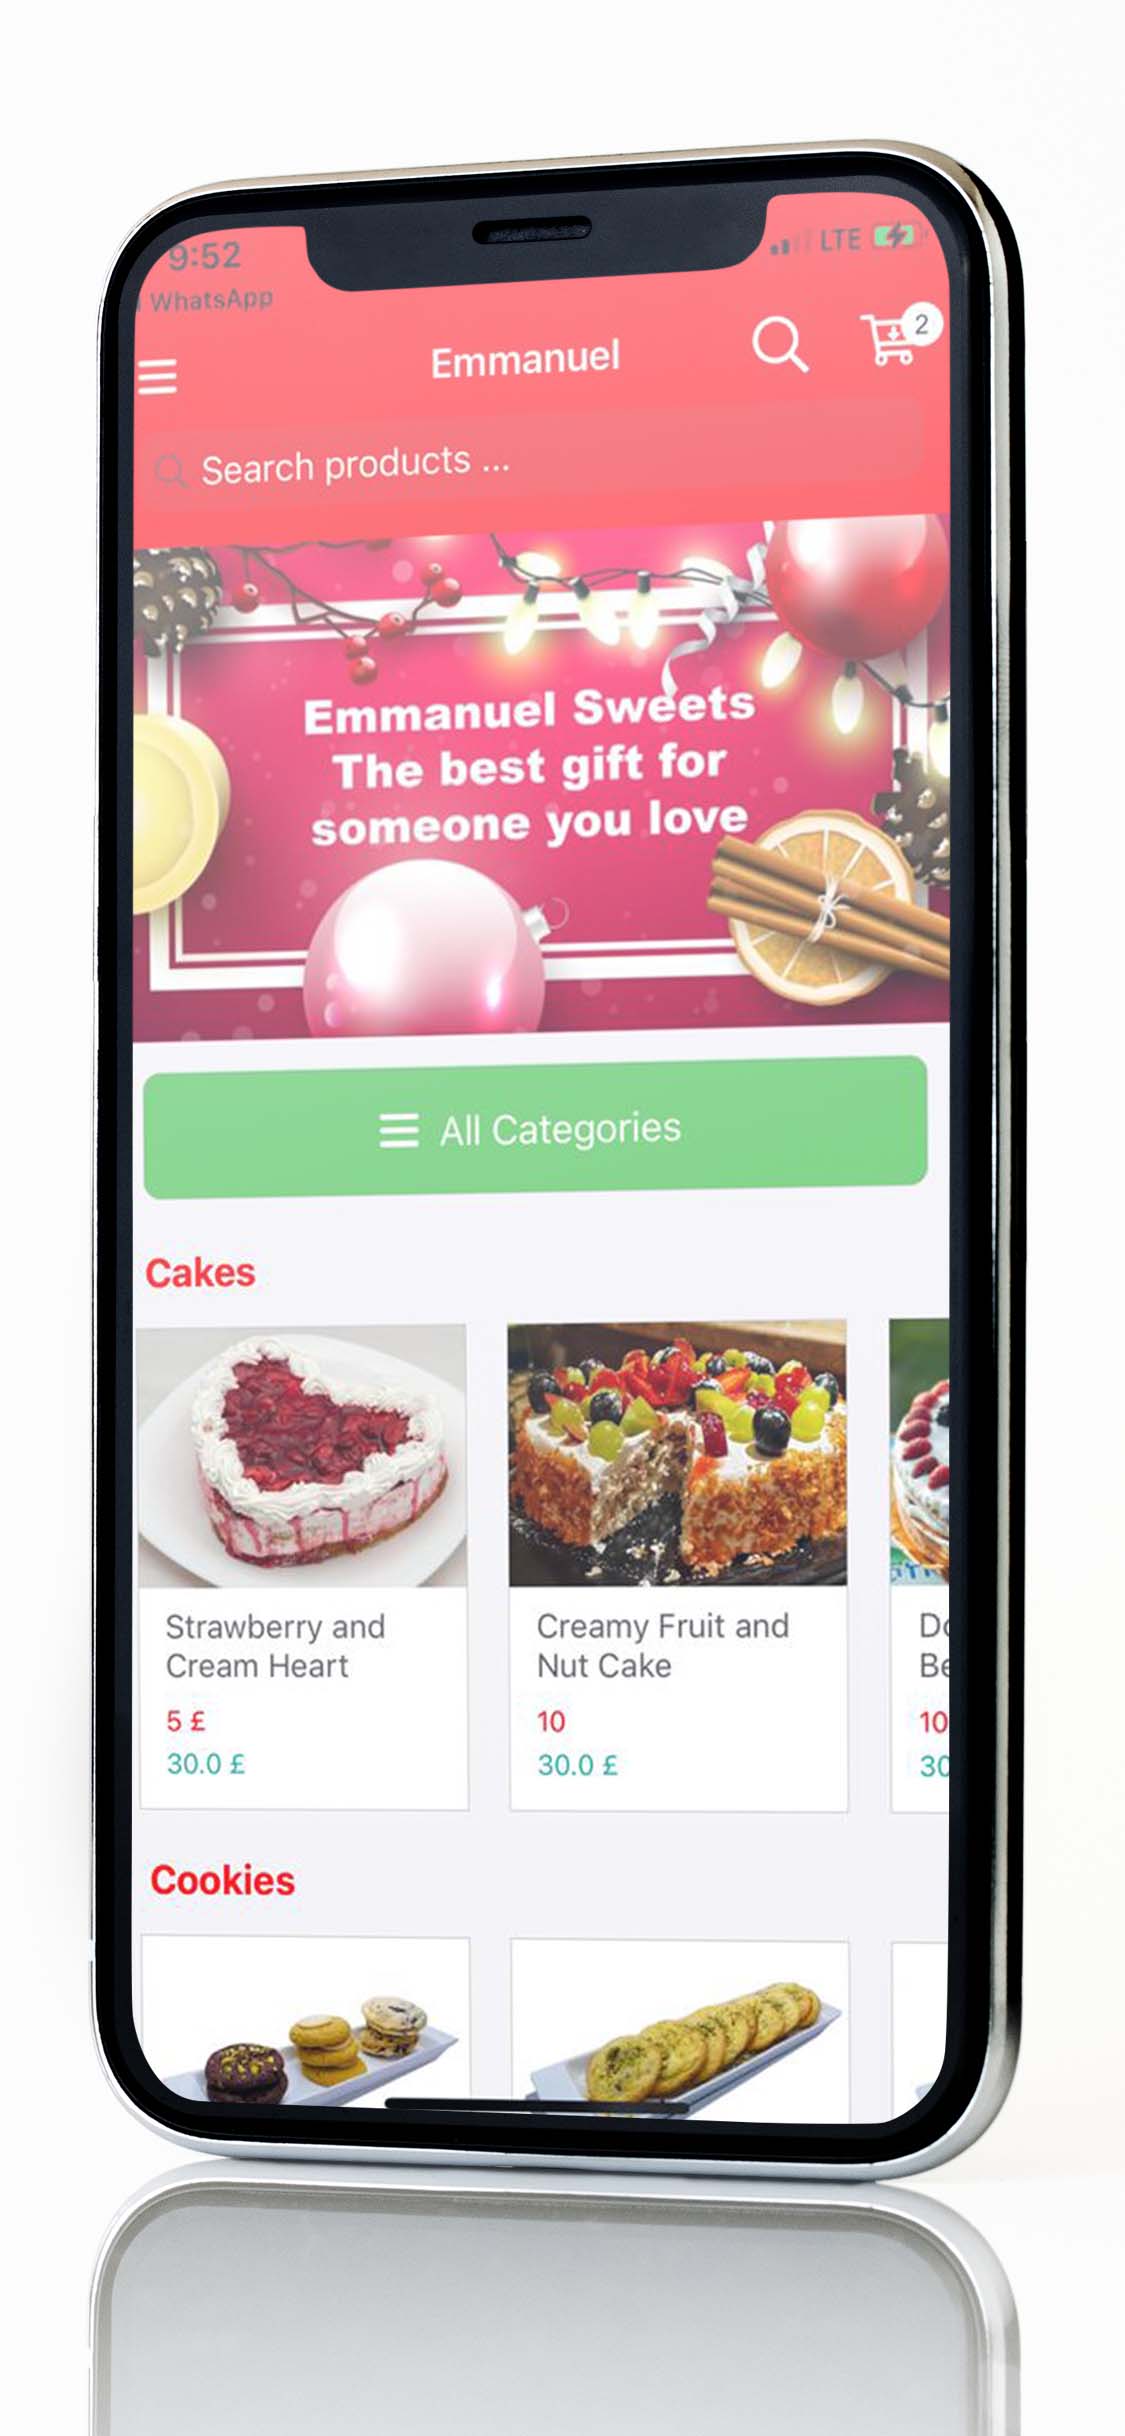 9:52
LTE
WhatsApp
Emmanuel
2
Search products ...
Emmanuel Sweets
The best gift for
someone you love
All Categories
Cakes
Strawberry and
Cream Heart
5 £
30.0 £
Creamy Fruit and
Nut Cake
10
30.0 £
10
30
Cookies